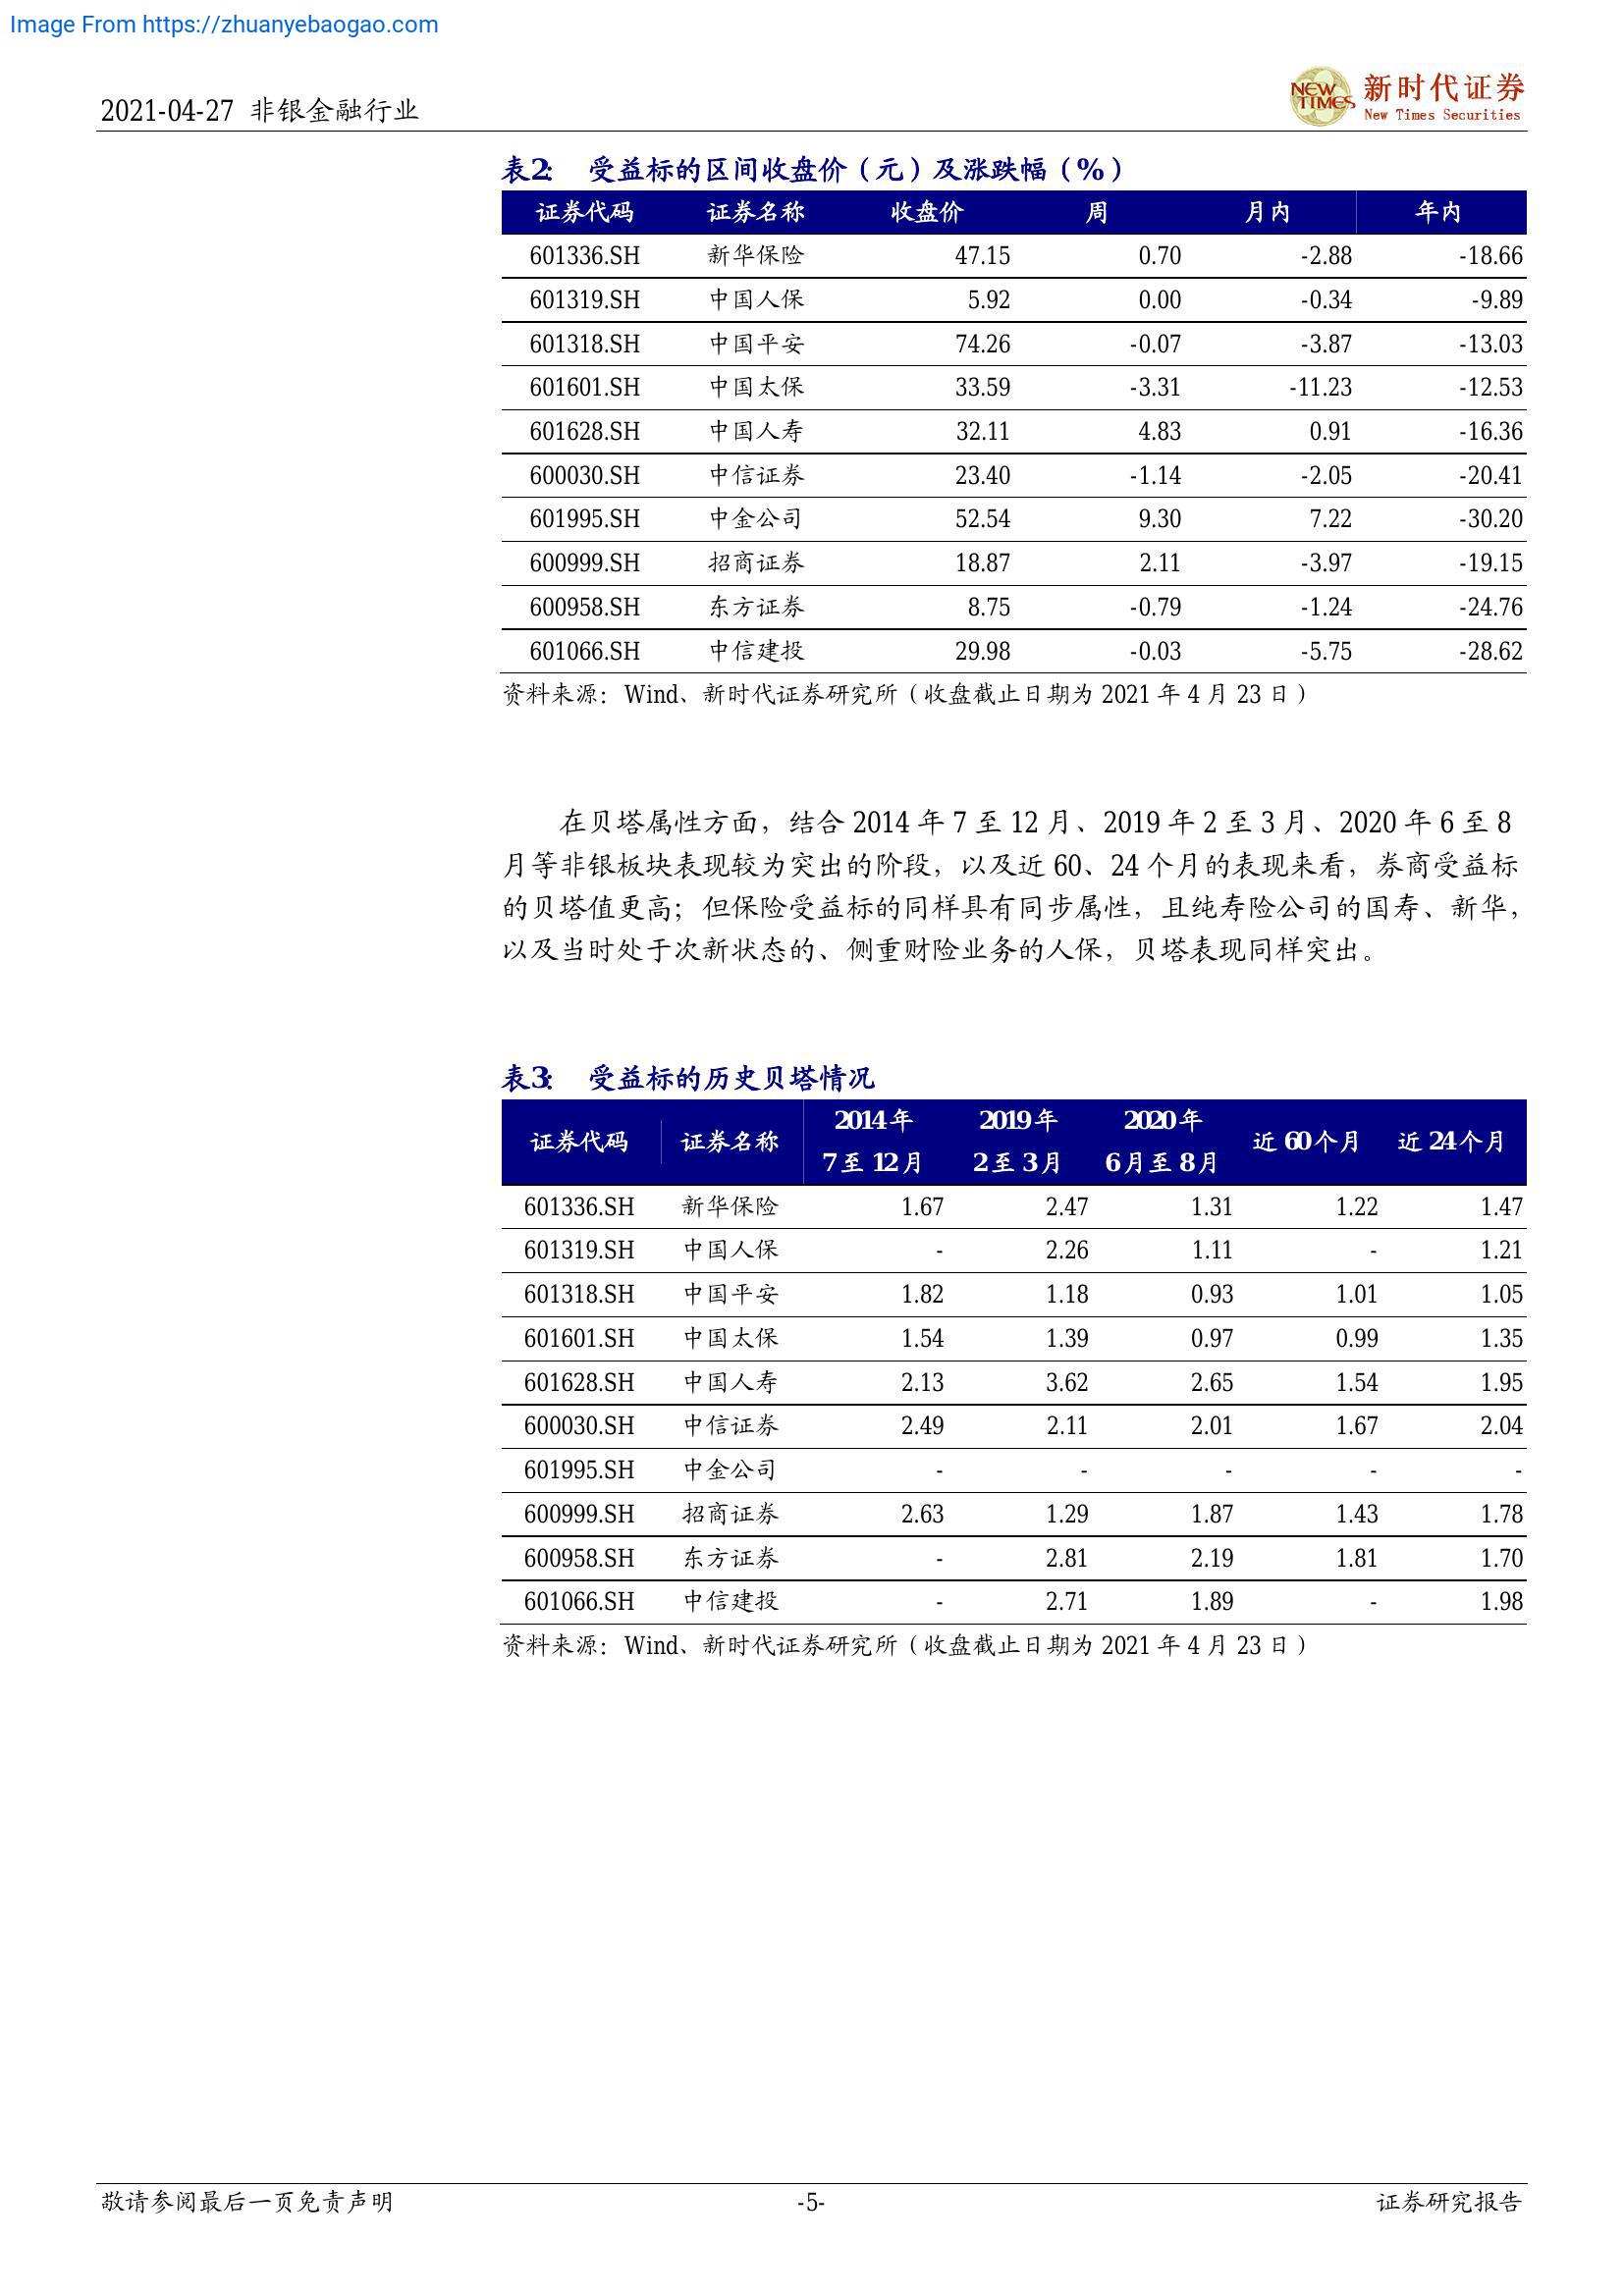 Image From https://zhuanyebaogao.com
2021-04-27 非银金融行业
NEW TIMES 新时代证券
New Times Securities
表2: 受益标的区间收盘价（元）及涨跌幅（%）
证券代码 证券名称 收盘价 周 月内 年内
601336.SH 新华保险 47.15 0.70 -2.88 -18.66
601319.SH 中国人保 5.92 0.00 -0.34 -9.89
601318.SH 中国平安 74.26 -0.07 -3.87 -13.03
601601.SH 中国太保 33.59 -3.31 -11.23 -12.53
601628.SH 中国人寿 32.11 4.83 0.91 -16.36
600030.SH 中信证券 23.40 -1.14 -2.05 -20.41
601995.SH 中金公司 52.54 9.30 7.22 -30.20
600999.SH 招商证券 18.87 2.11 -3.97 -19.15
600958.SH 东方证券 8.75 -0.79 -1.24 -24.76
601066.SH 中信建投 29.98 -0.03 -5.75 -28.62
资料来源：Wind、新时代证券研究所（收盘截止日期为 2021 年 4 月 23 日）
在贝塔属性方面，结合 2014 年 7 至 12 月、2019 年 2 至 3 月、2020 年 6 至 8
月等非银板块表现较为突出的阶段，以及近 60、24 个月的表现来看，券商受益标
的贝塔值更高；但保险受益标的同样具有同步属性，且纯寿险公司的国寿、新华，
以及当时处于次新状态的、侧重财险业务的人保，贝塔表现同样突出。
表3: 受益标的历史贝塔情况
证券代码 证券名称 2014年 7至12月 2019年 2至3月 2020年 6月至8月 近60个月 近24个月
601336.SH 新华保险 1.67 2.47 1.31 1.22 1.47
601319.SH 中国人保 - 2.26 1.11 - 1.21
601318.SH 中国平安 1.82 1.18 0.93 1.01 1.05
601601.SH 中国太保 1.54 1.39 0.97 0.99 1.35
601628.SH 中国人寿 2.13 3.62 2.65 1.54 1.95
600030.SH 中信证券 2.49 2.11 2.01 1.67 2.04
601995.SH 中金公司 - - - - -
600999.SH 招商证券 2.63 1.29 1.87 1.43 1.78
600958.SH 东方证券 - 2.81 2.19 1.81 1.70
601066.SH 中信建投 - 2.71 1.89 - 1.98
资料来源：Wind、新时代证券研究所（收盘截止日期为 2021 年 4 月 23 日）
敬请参阅最后一页免责声明 -5- 证券研究报告